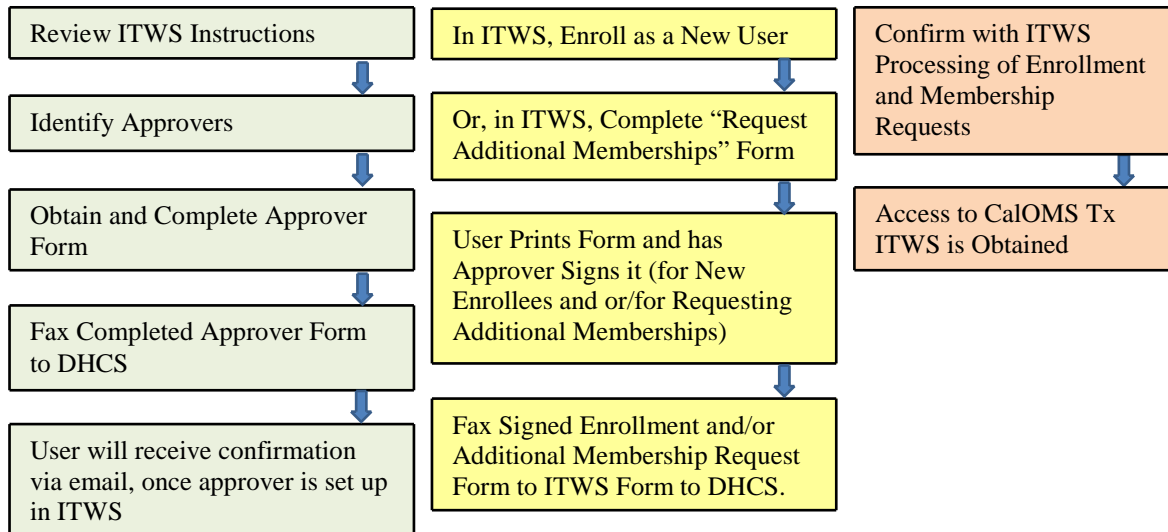 Review ITWS Instructions
Identify Approvers
Obtain and Complete Approver
Form
Fax Completed Approver Form
to DHCS
User will receive confirmation
via email, once approver is set up
in ITWS
In ITWS, Enroll as a New User
Or, in ITWS, Complete “Request
Additional Memberships” Form
User Prints Form and has
Approver Signs it (for New
Enrollees and or/for Requesting
Additional Memberships)
Fax Signed Enrollment and/or
Additional Membership Request
Form to ITWS Form to DHCS.
Confirm with ITWS
Processing of Enrollment
and Membership
Requests
Access to CalOMS Tx
ITWS is Obtained